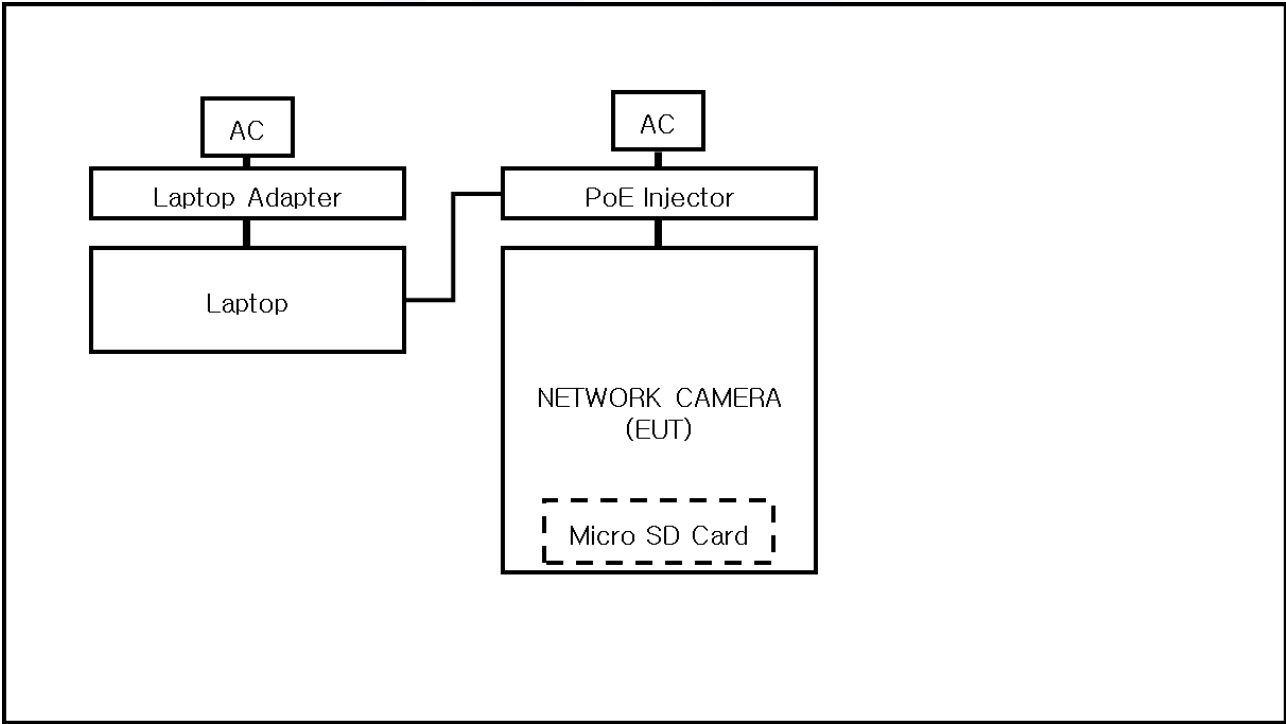 AC
Laptop Adapter
Laptop
AC
PoE Injector
NETWORK CAMERA
(EUT)
Micro SD Card